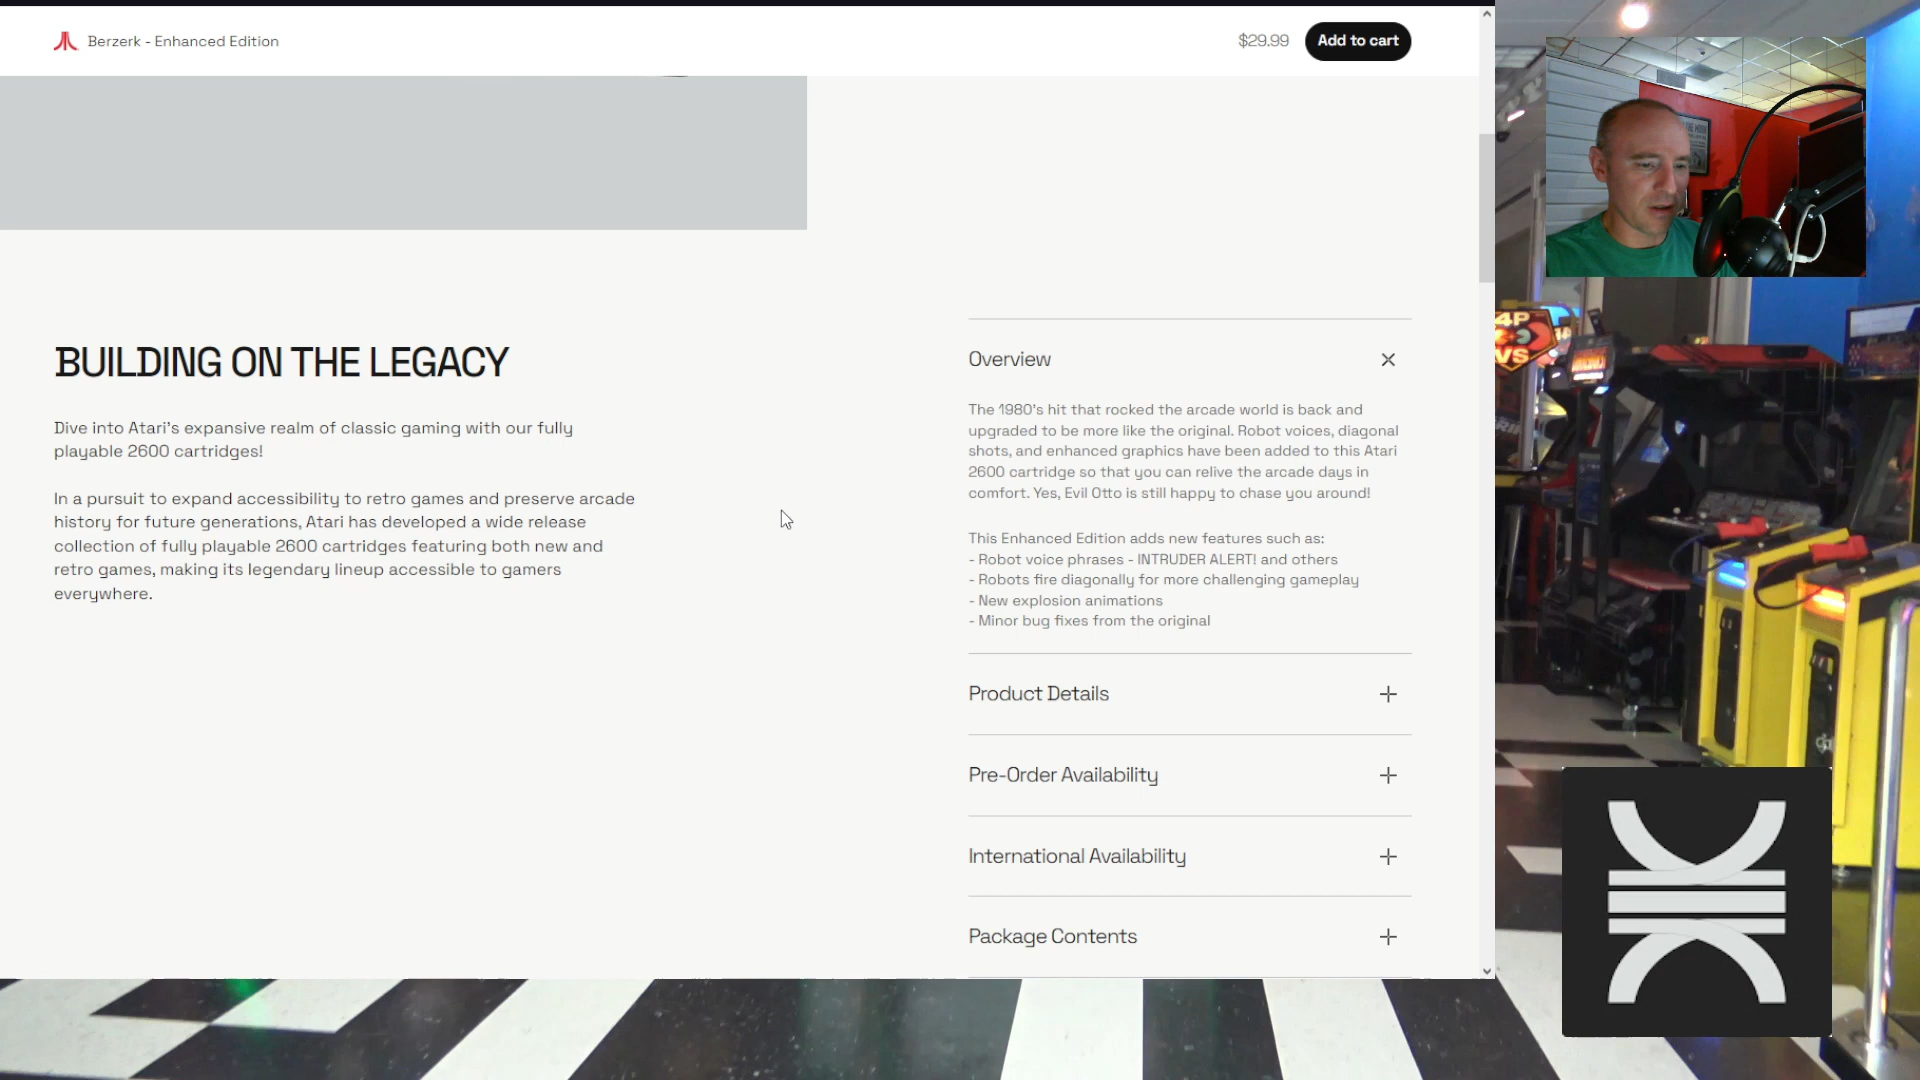 Berzerk - Enhanced Edition
$29.99
Add to cart
BUILDING ON THE LEGACY
Dive into Atari's expansive realm of classic gaming with our fully
playable 2600 cartridges!
In a pursuit to expand accessibility to retro games and preserve arcade
history for future generations, Atari has developed a wide release
collection of fully playable 2600 cartridges featuring both new and
retro games, making its legendary lineup accessible to gamers
everywhere.
Overview
The 1980's hit that rocked the arcade world is back and
upgraded to be more like the original. Robot voices, diagonal
shots, and enhanced graphics have been added to this Atari
2600 cartridge so that you can relive the arcade days in
comfort. Yes, Evil Otto is still happy to chase you around!
This Enhanced Edition adds new features such as:
- Robot voice phrases - INTRUDER ALERT! and others
- Robots fire diagonally for more challenging gameplay
- New explosion animations
- Minor bug fixes from the original
Product Details
Pre-Order Availability
International Availability
Package Contents
4P
VS